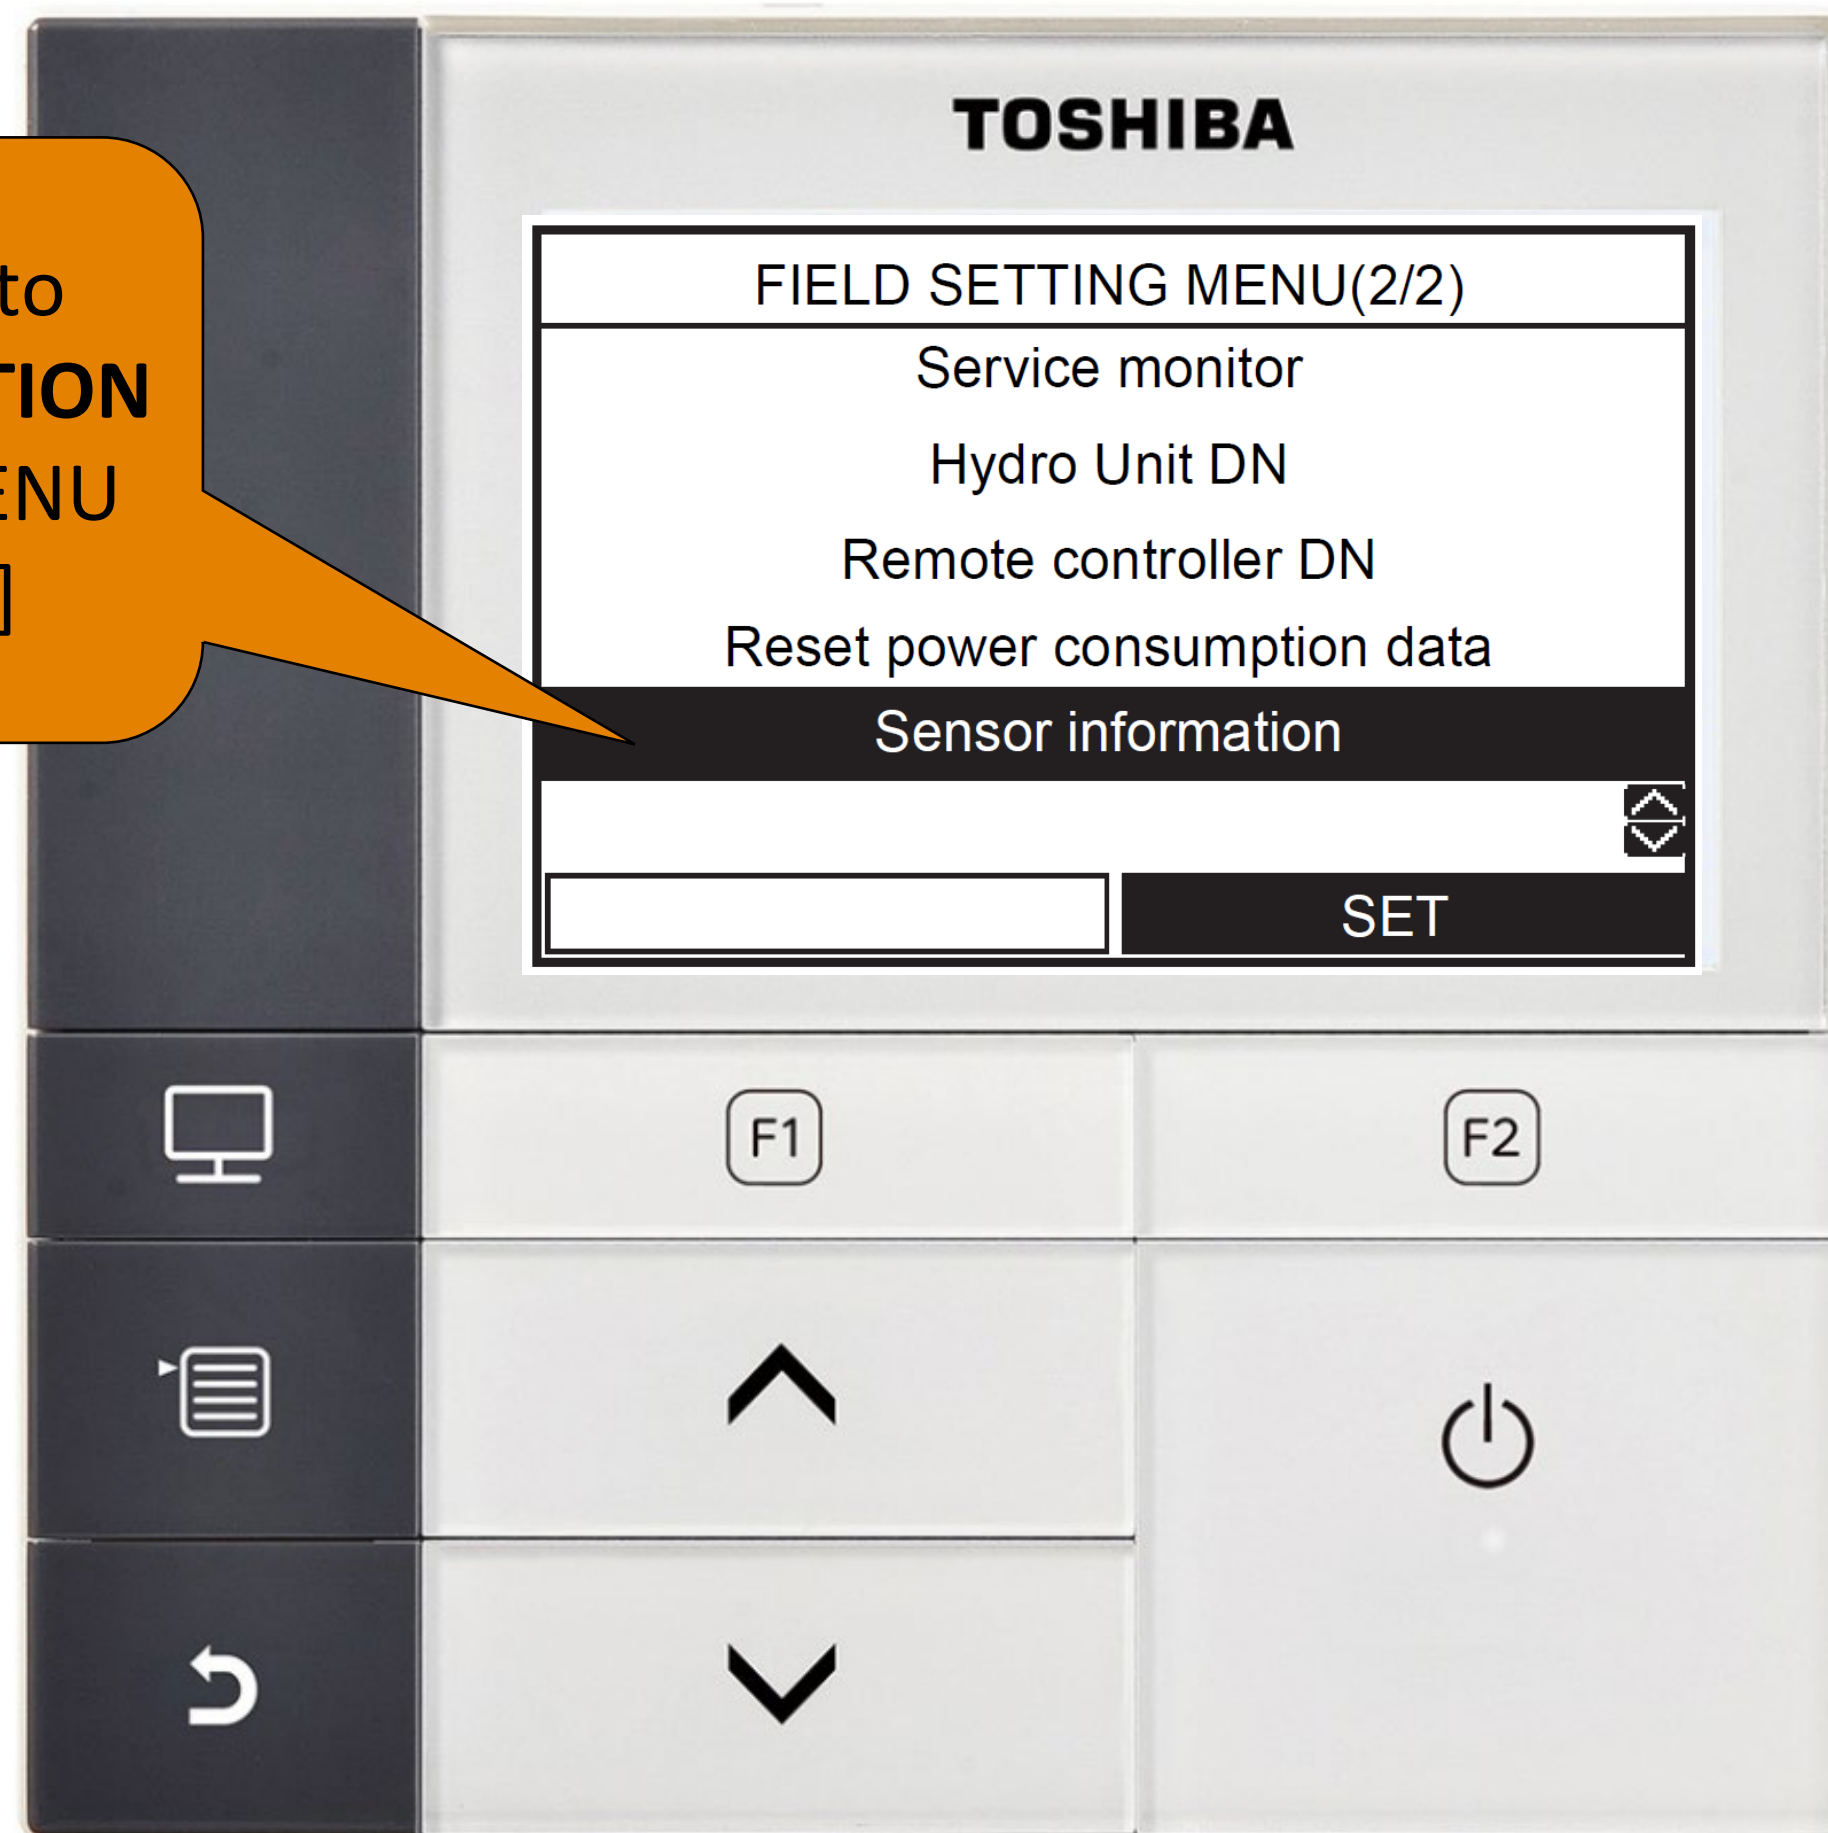 TOSHIBA
to
TION
ENU
]
FIELD SETTING MENU(2/2)
Service monitor
Hydro Unit DN
Remote controller DN
Reset power consumption data
Sensor information
SET
F1
F2